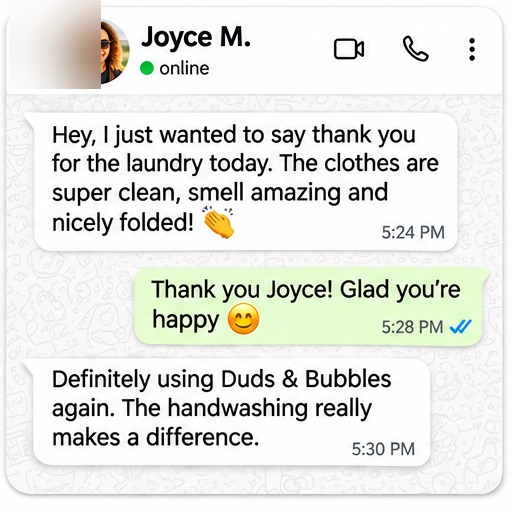 Joyce M.
online
Hey, I just wanted to say thank you
for the laundry today. The clothes are
super clean, smell amazing and
nicely folded! 👏
5:24 PM
Thank you Joyce! Glad you’re
happy 😊
5:28 PM
Definitely using Duds & Bubbles
again. The handwashing really
makes a difference.
5:30 PM